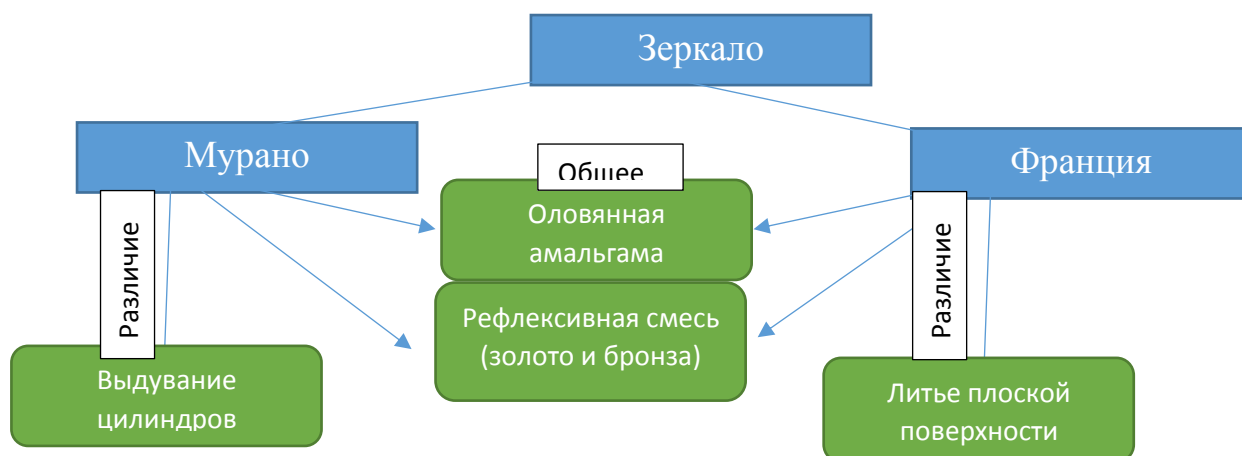 Зеркало
Мурано
Франция
Общее
Оловянная
амальгама
Различие
Различие
Рефлексивная смесь
(золото и бронза)
Выдувание
цилиндров
Литье плоской
поверхности